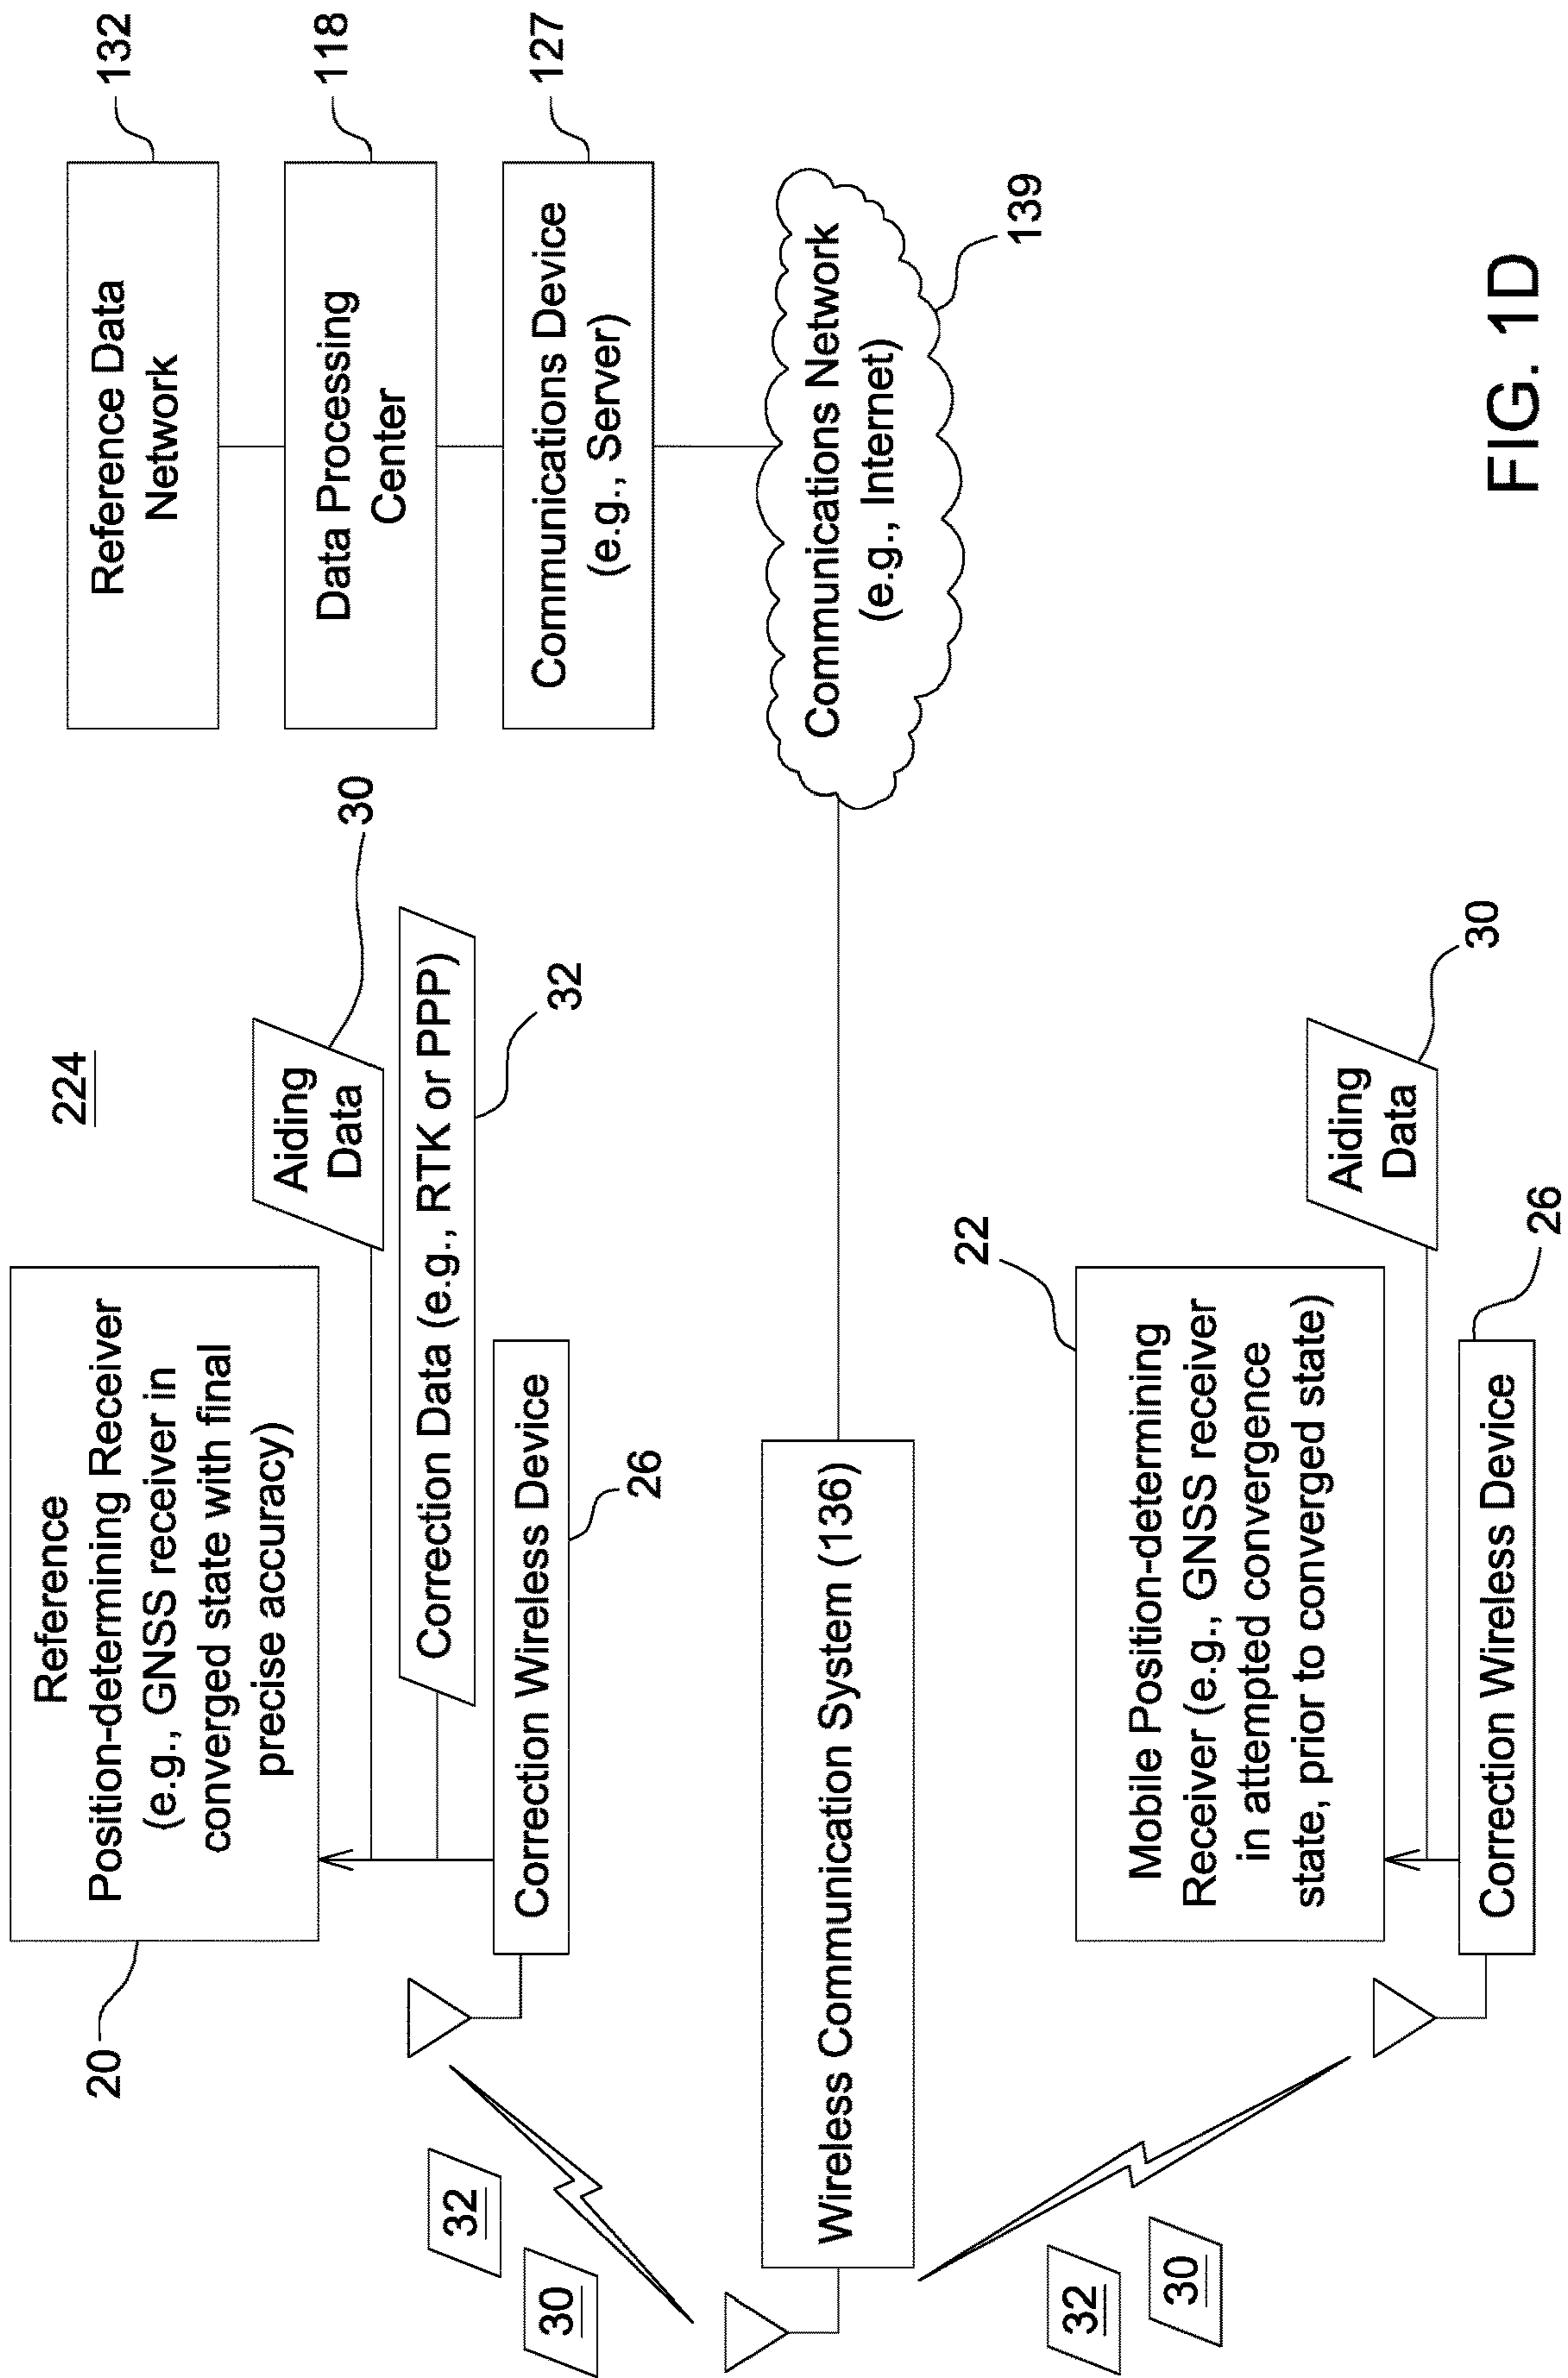 224
20
Reference
Position-determining Receiver
(e.g., GNSS receiver in
converged state with final
precise accuracy)
Aiding
Data
30
Correction Data (e.g., RTK or PPP)
32
Correction Wireless Device
26
32
30
Reference Data
Network
132
Data Processing
Center
118
Communications Device
(e.g., Server)
127
Communications Network
(e.g., Internet)
139
Wireless Communication System (136)
32
30
22
Mobile Position-determining
Receiver (e.g., GNSS receiver
in attempted convergence
state, prior to converged state)
Aiding
Data
30
Correction Wireless Device
26
FIG. 1D